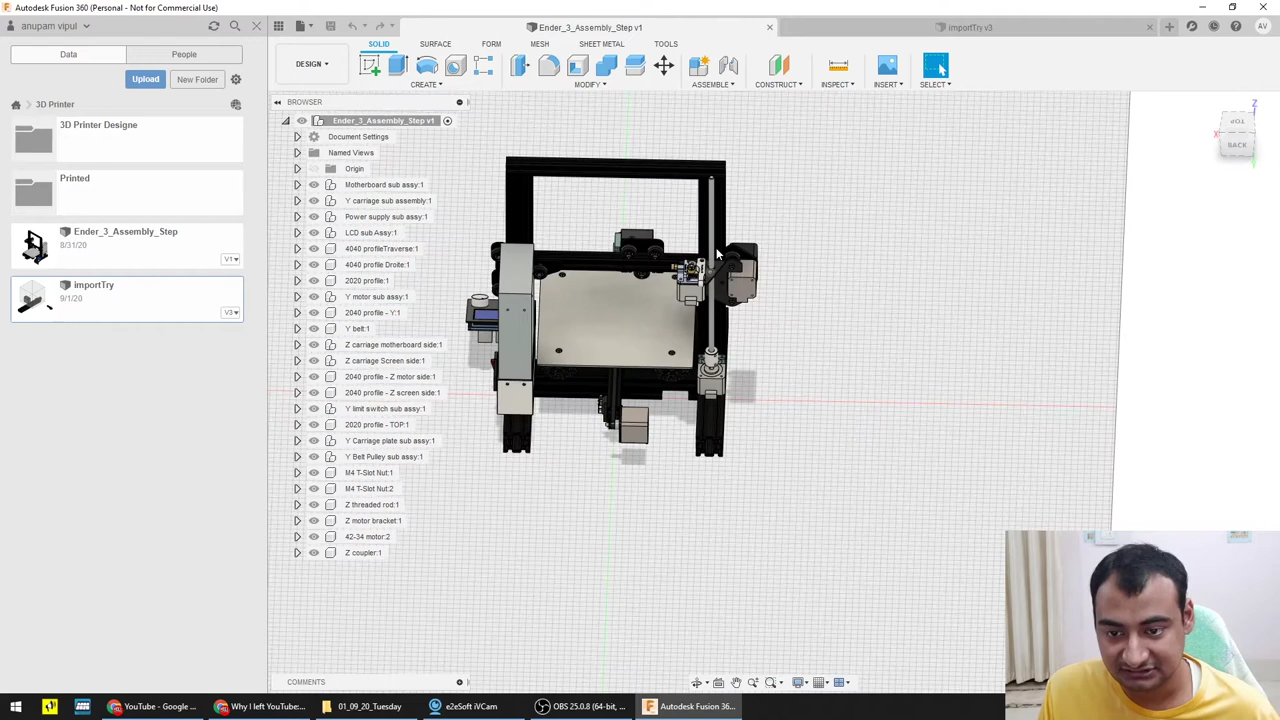 Autodesk Fusion 360 (Personal - Not for Commercial Use)
anupam vipul
Ender_3_Assembly_Step v1
importTry v3
AV
Data
People
SOLID
SURFACE
FORM
MESH
SHEET METAL
TOOLS
DESIGN
Upload
New Folder
CREATE
MODIFY
ASSEMBLE
CONSTRUCT
INSPECT
INSERT
SELECT
3D Printer
BROWSER
3D Printer Designe
Ender_3_Assembly_Step v1
Document Settings
Named Views
Origin
Printed
Motherboard sub assy:1
Y carriage sub assembly:1
Power supply sub assy:1
Ender_3_Assembly_Step
8/31/20
V1
LCD sub Assy:1
4040 profileTraverse:1
4040 profile Droite:1
2020 profile:1
importTry
9/1/20
V3
Y motor sub assy:1
2040 profile - Y:1
Y belt:1
Z carriage motherboard side:1
Z carriage Screen side:1
2040 profile - Z motor side:1
2040 profile - Z screen side:1
Y limit switch sub assy:1
2020 profile - TOP:1
Y Carriage plate sub assy:1
Y Belt Pulley sub assy:1
M4 T-Slot Nut:1
M4 T-Slot Nut:2
Z threaded rod:1
Z motor bracket:1
42-34 motor:2
Z coupler:1
Z
X
TOP
BACK
COMMENTS
YouTube - Google ...
Why I left YouTube...
01_09_20_Tuesday
e2eSoft iVCam
OBS 25.0.8 (64-bit, ...
Autodesk Fusion 360...